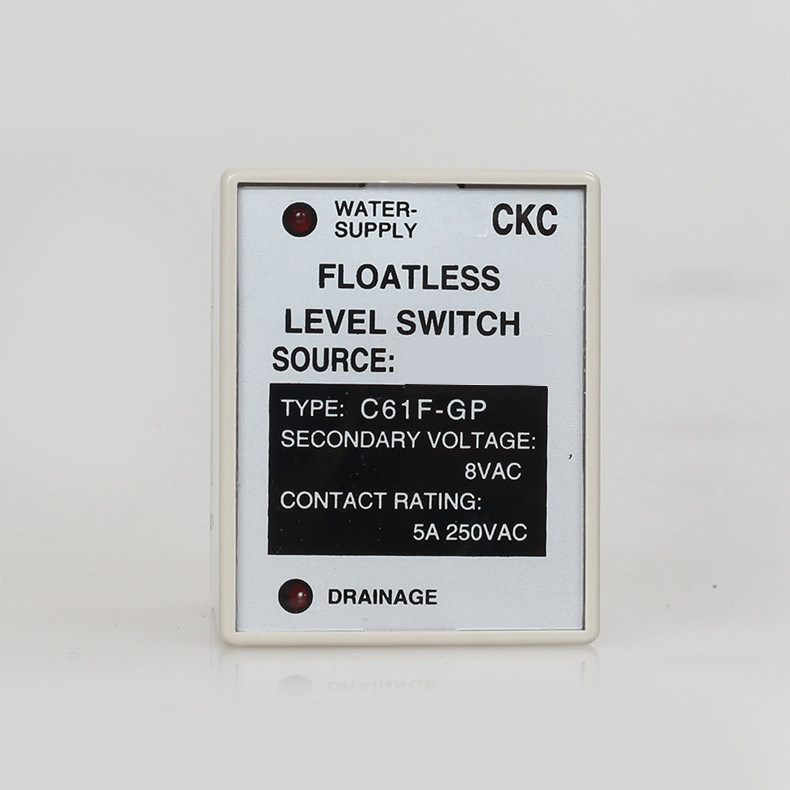 WATER-
SUPPLY
CKC
FLOATLESS
LEVEL SWITCH
SOURCE:
TYPE: C61F-GP
SECONDARY VOLTAGE:
8VAC
CONTACT RATING:
5A 250VAC
DRAINAGE